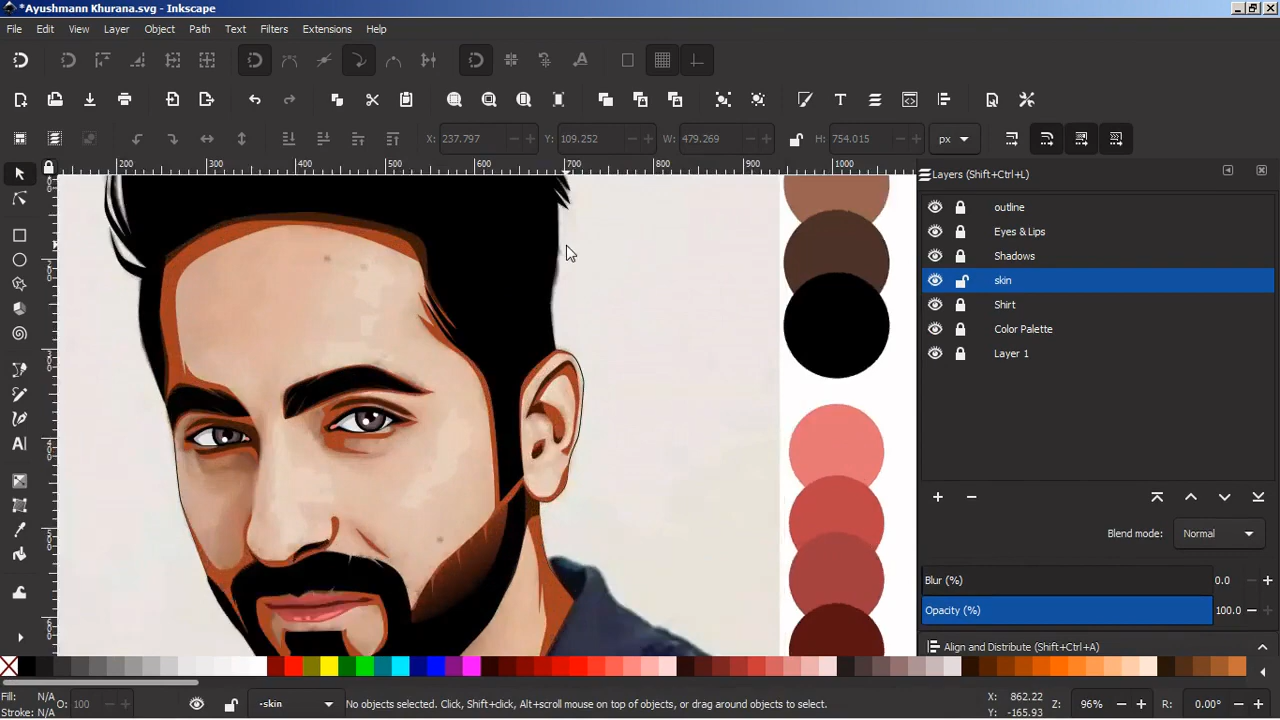 *Ayushmann Khurana.svg - Inkscape
File Edit View Layer Object Path Text Filters Extensions Help
X: 237.797 Y: 109.252 W: 479.269 H: 754.015 px
200 300 400 500 600 700 800 900 1000
Layers (Shift+Ctrl+L)
outline
Eyes & Lips
Shadows
skin
Shirt
Color Palette
Layer 1
Blend mode: Normal
Blur (%) 0.0
Opacity (%) 100.0
Align and Distribute (Shift+Ctrl+A)
Fill: N/A
Stroke: N/A
O: 100
-skin
No objects selected. Click, Shift+click, Alt+scroll mouse on top of objects, or drag around objects to select.
X: 862.22
Y: -165.93
Z: 96%
R: 0.00°